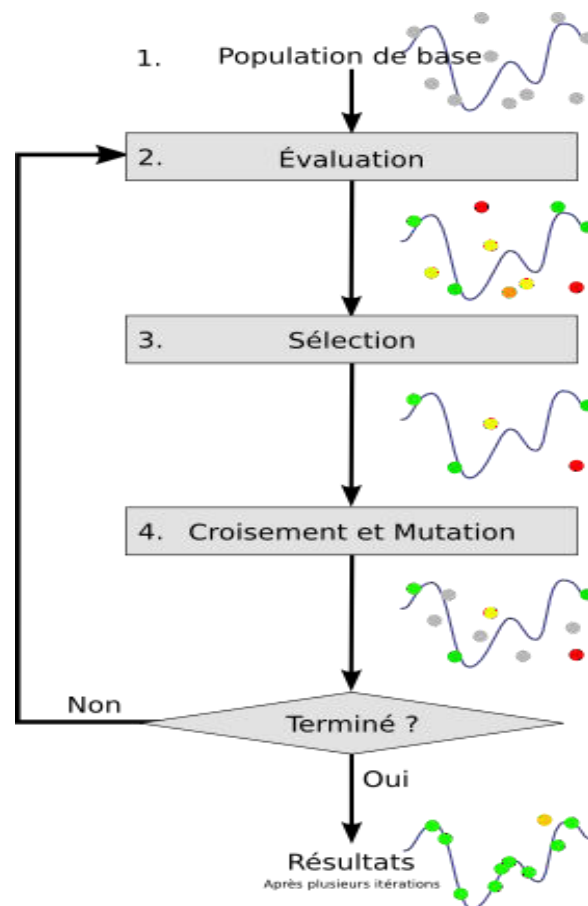 1. Population de base
2. Évaluation
3. Sélection
4. Croisement et Mutation
Non
Terminé ?
Oui
Résultats
Après plusieurs itérations